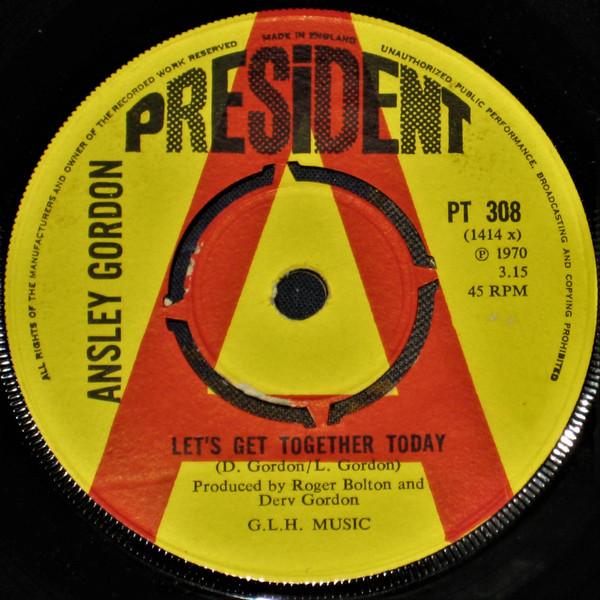 ALL RIGHTS OF THE MANUFACTURERS AND OWNER OF THE RECORDED WORK RESERVED
MADE IN ENGLAND
UNAUTHORIZED PUBLIC PERFORMANCE, BROADCASTING AND COPYING PROHIBITED
PRESiDENT
A
ANSLEY GORDON
PT 308
(1414 x)
℗ 1970
3.15
45 RPM
LET'S GET TOGETHER TODAY
(D. Gordon/L. Gordon)
Produced by Roger Bolton and
Derv Gordon
G.L.H. MUSIC